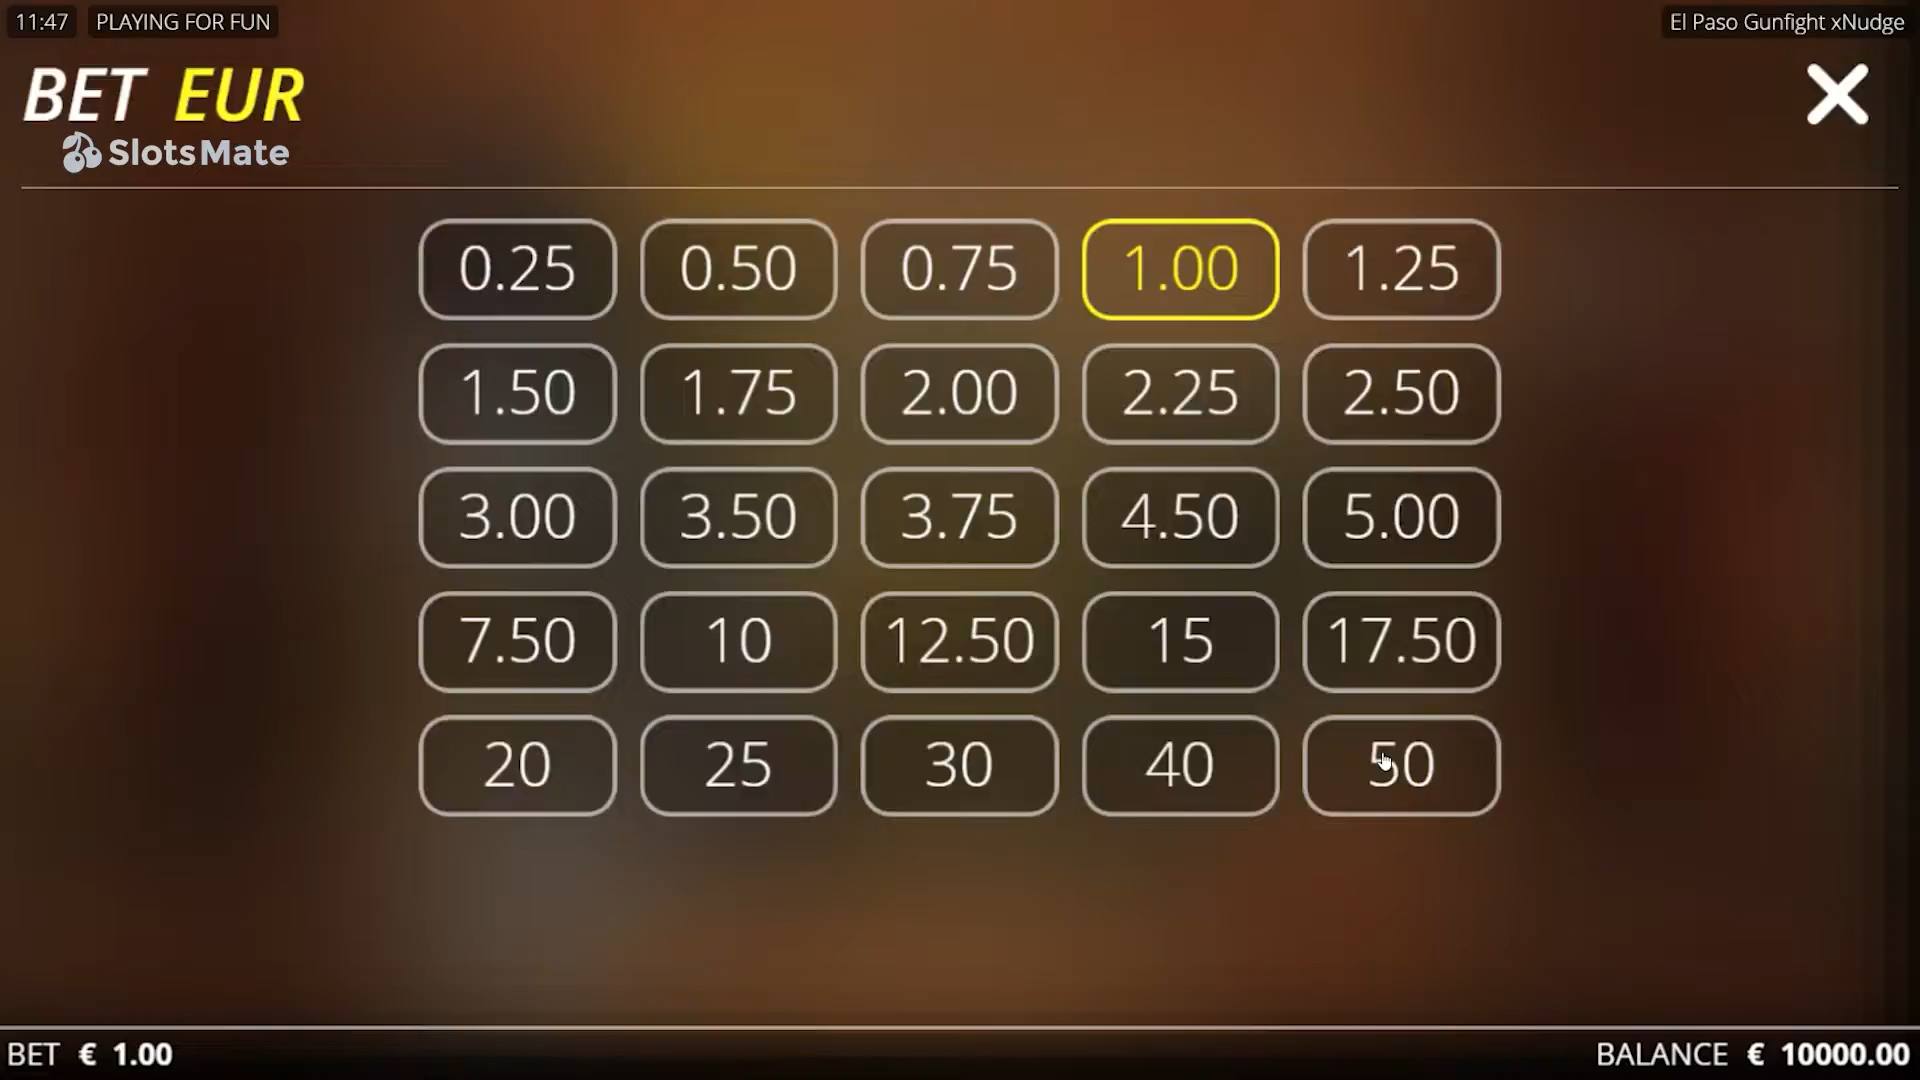 11:47 PLAYING FOR FUN El Paso Gunfight xNudge
BET EUR
SlotsMate
0.25 0.50 0.75 1.00 1.25
1.50 1.75 2.00 2.25 2.50
3.00 3.50 3.75 4.50 5.00
7.50 10 12.50 15 17.50
20 25 30 40 50
BET € 1.00 BALANCE € 10000.00